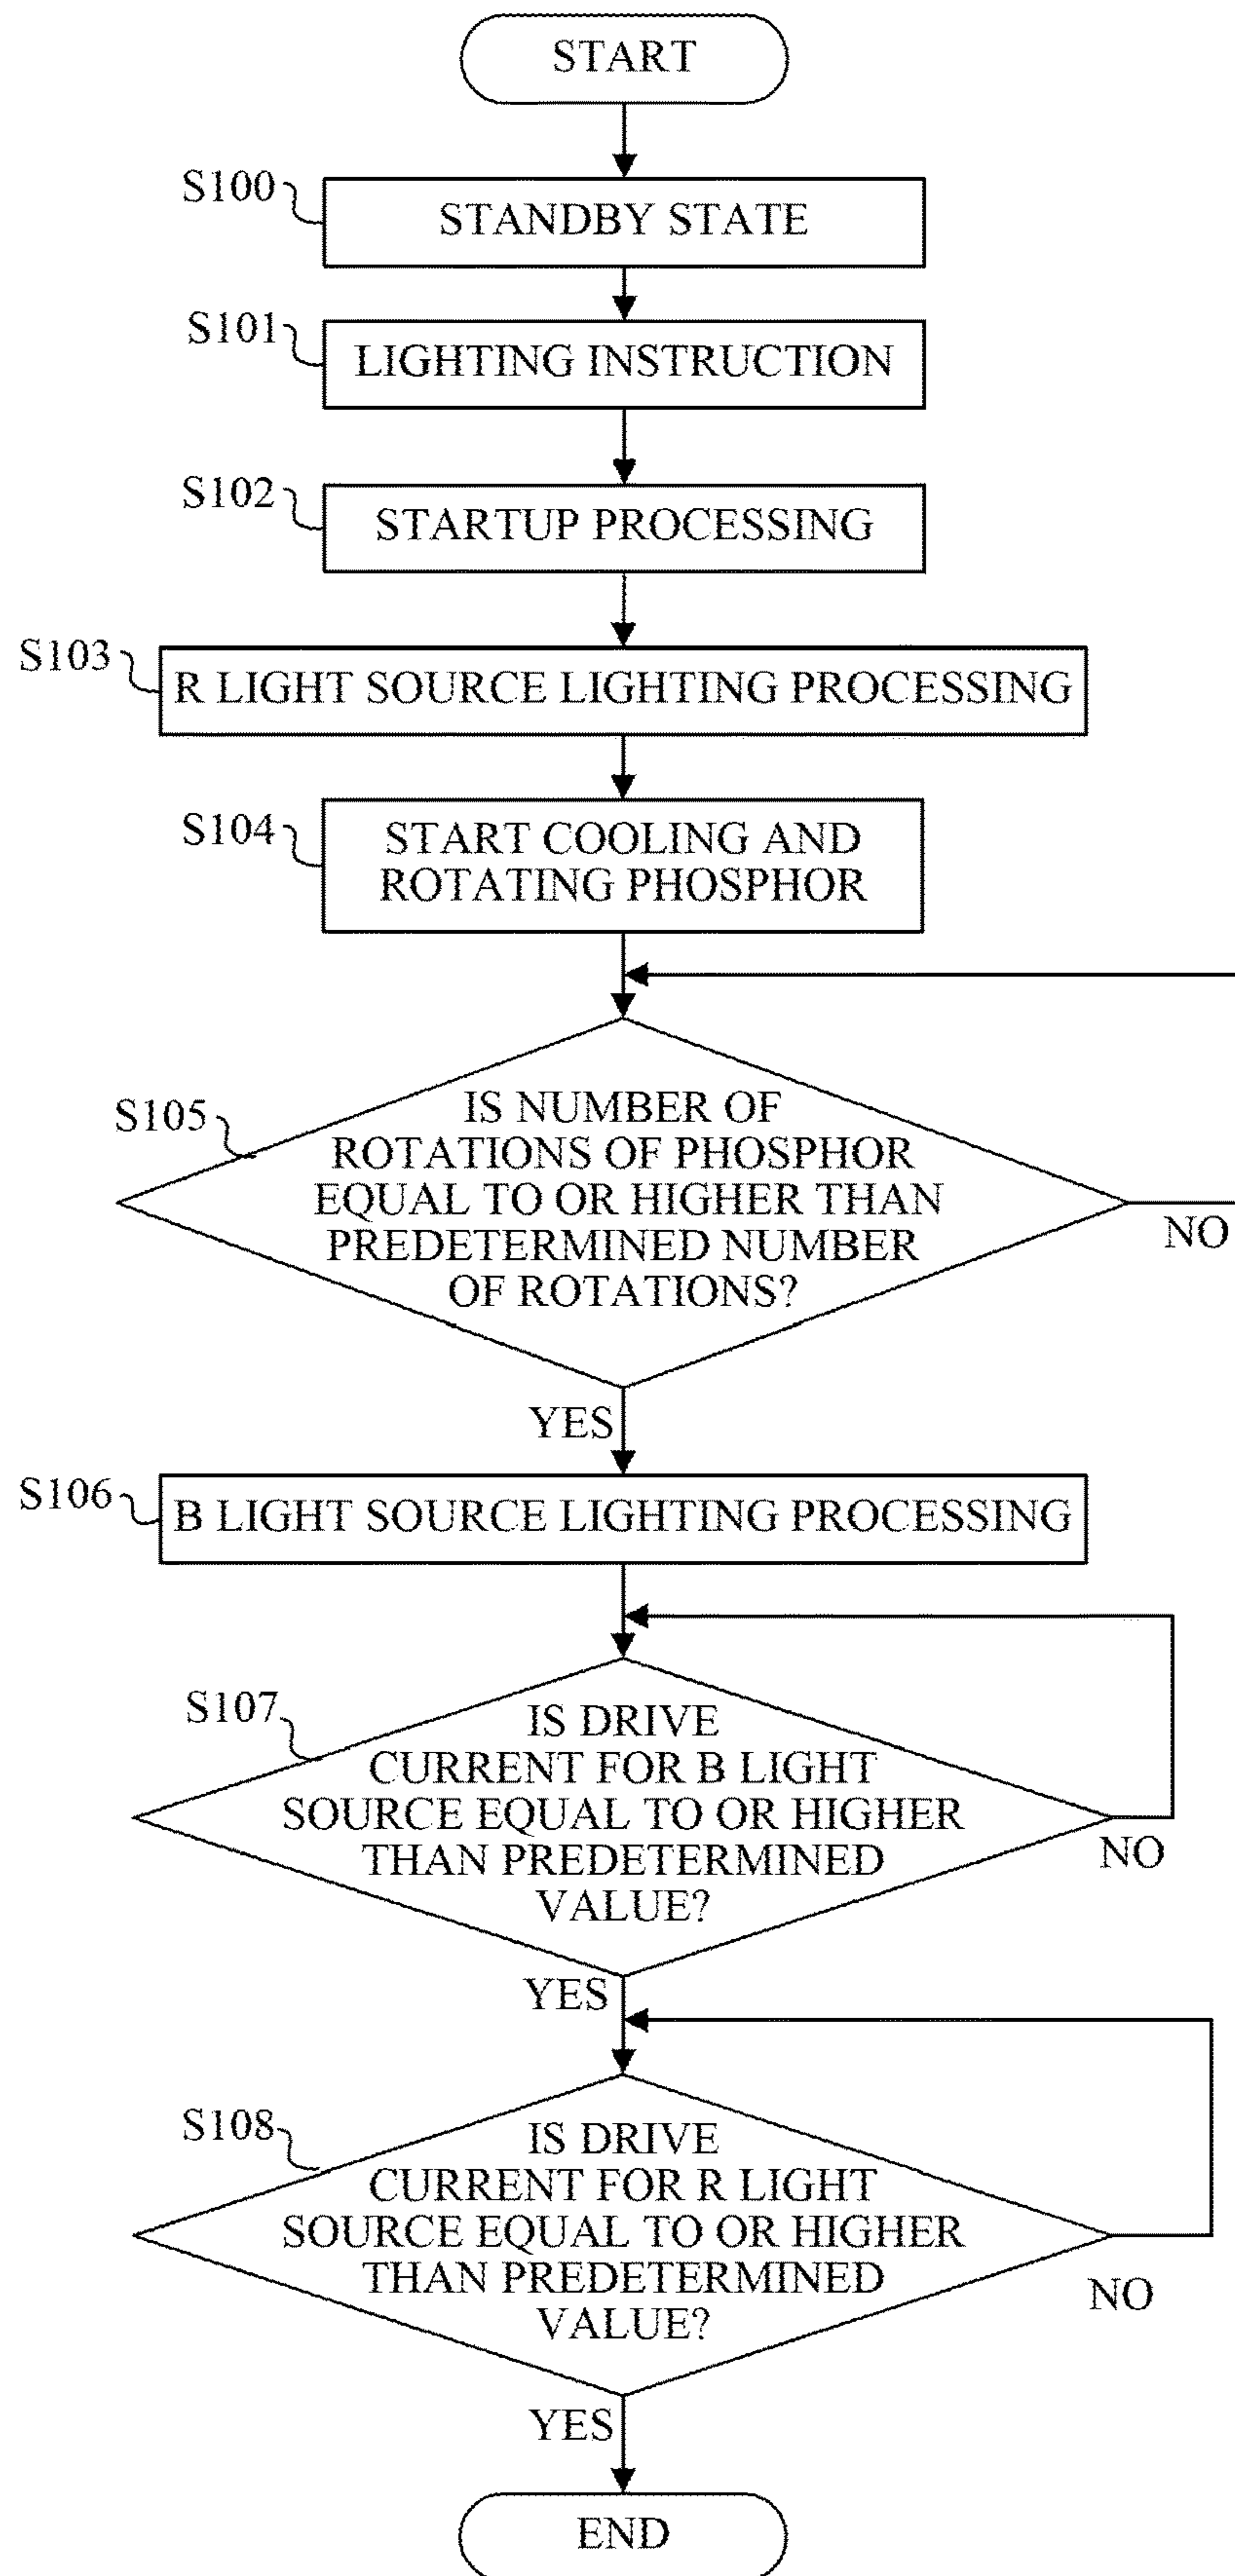 START
S100
STANDBY STATE
S101
LIGHTING INSTRUCTION
S102
STARTUP PROCESSING
S103
R LIGHT SOURCE LIGHTING PROCESSING
S104
START COOLING AND
ROTATING PHOSPHOR
S105
IS NUMBER OF
ROTATIONS OF PHOSPHOR
EQUAL TO OR HIGHER THAN
PREDETERMINED NUMBER
OF ROTATIONS?
NO
YES
S106
B LIGHT SOURCE LIGHTING PROCESSING
S107
IS DRIVE
CURRENT FOR B LIGHT
SOURCE EQUAL TO OR HIGHER
THAN PREDETERMINED
VALUE?
NO
YES
S108
IS DRIVE
CURRENT FOR R LIGHT
SOURCE EQUAL TO OR HIGHER
THAN PREDETERMINED
VALUE?
NO
YES
END